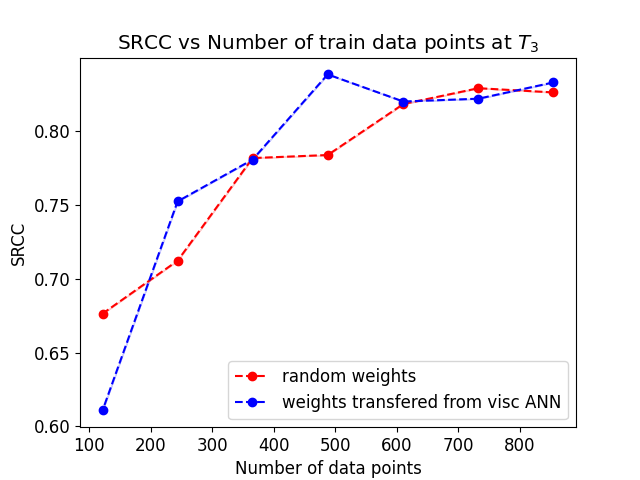 SRCC vs Number of train data points at T₃
0.80
0.75
0.70
0.65
0.60
SRCC
random weights
weights transfered from visc ANN
100 200 300 400 500 600 700 800
Number of data points